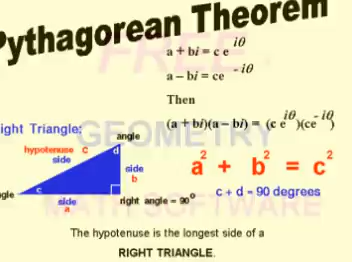 Pythagorean Theorem
FREE
a + bi = c e^iθ
a – bi = ce^-iθ
Then
(a + bi)(a – bi) = (c e^iθ)(ce^-iθ)
ight Triangle:
GEOMETRY
angle
hypotenuse c
side
d
side
b
a² + b² = c²
c
ngle
side
a
right angle = 90°
c + d = 90 degrees
MATH SOFTWARE
The hypotenuse is the longest side of a
RIGHT TRIANGLE.